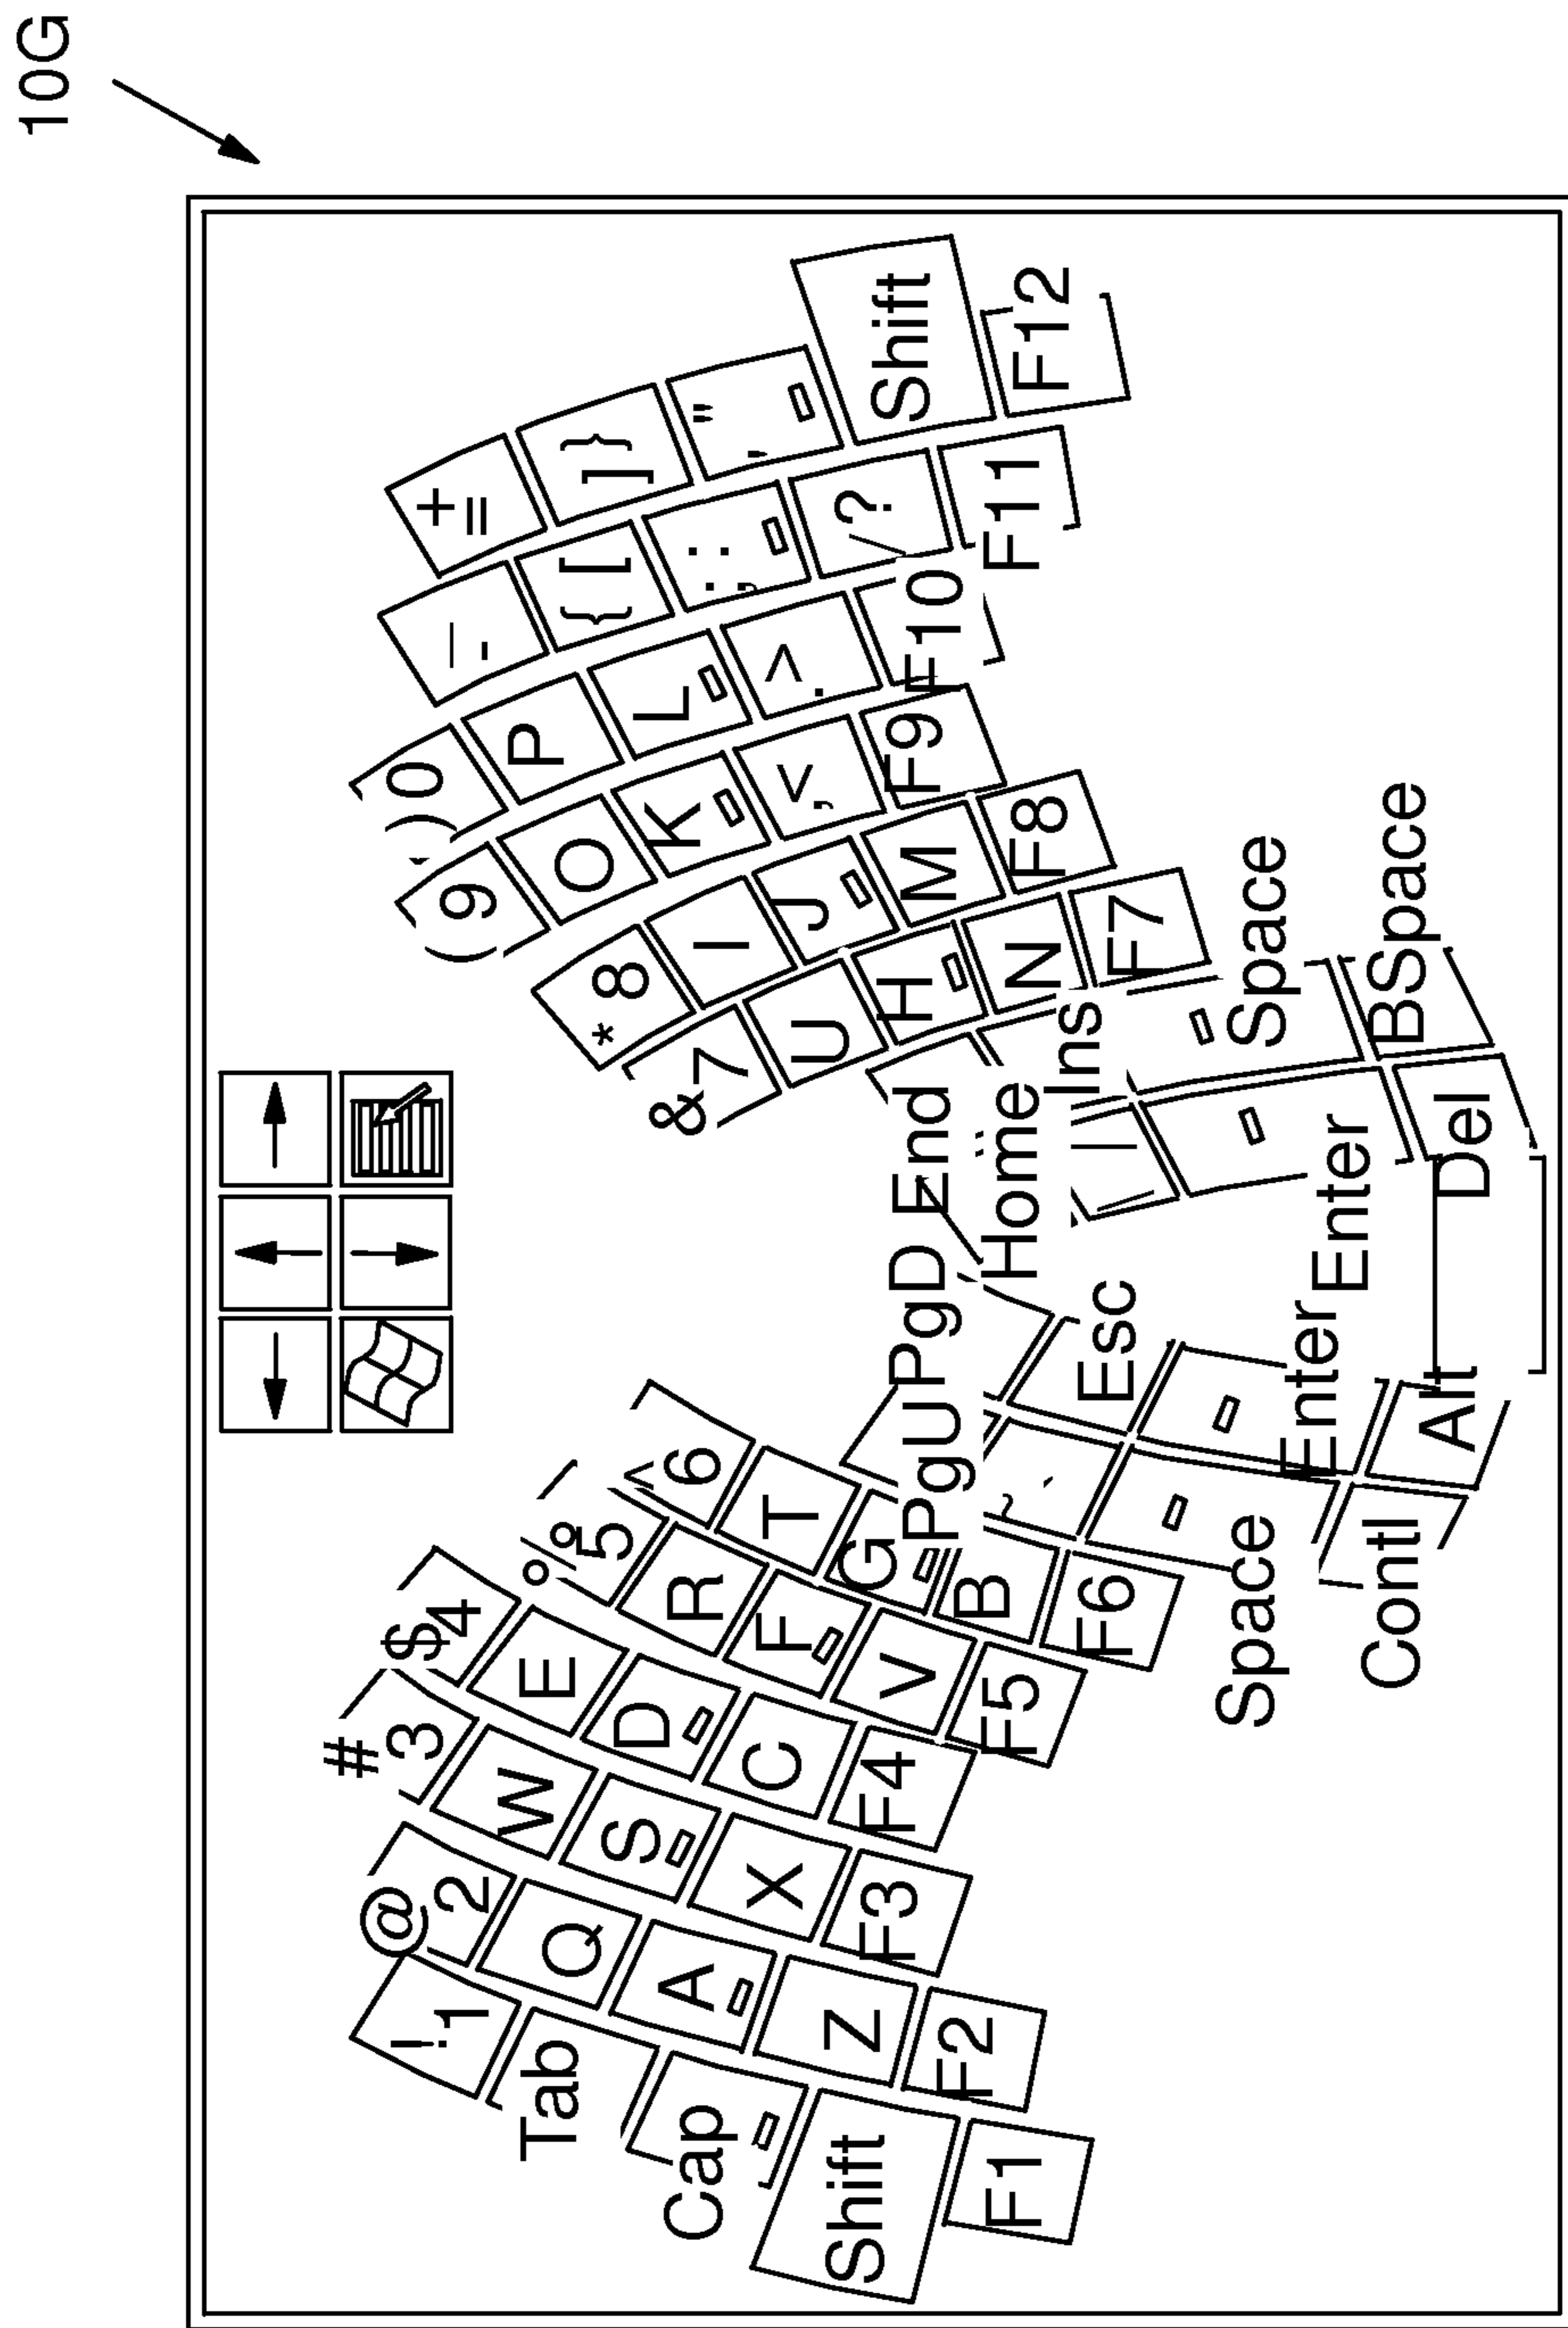 10G
! 1
@ 2
# 3
$ 4
% 5
^ 6
& 7
* 8
( 9
) 0
_ -
+ =
Tab
Q
W
E
R
T
U
I
O
P
{ [
] }
Cap
A
S
D
F
G
H
J
K
L
: ;
" '
Shift
Z
X
C
V
B
N
M
< ,
> .
/ ?
Shift
F1
F2
F3
F4
F5
F6
F7
F8
F9
F10
F11
F12
PgU
PgD
End
Home
Ins
~ `
Esc
| \
Space
Enter
Enter
Space
Contl
Alt
Del
BSpace